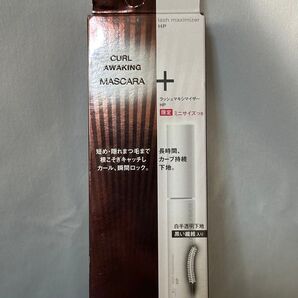 CURL
AWAKING
MASCARA
短め・隠れまつ毛まで
根こそぎキャッチし
カール、瞬間ロック。
lash maximizer
HP
+
ラッシュマキシマイザー
HP
限定 ミニサイズつき
長時間、
カーブ持続
下地。
白半透明下地
黒い繊維入り